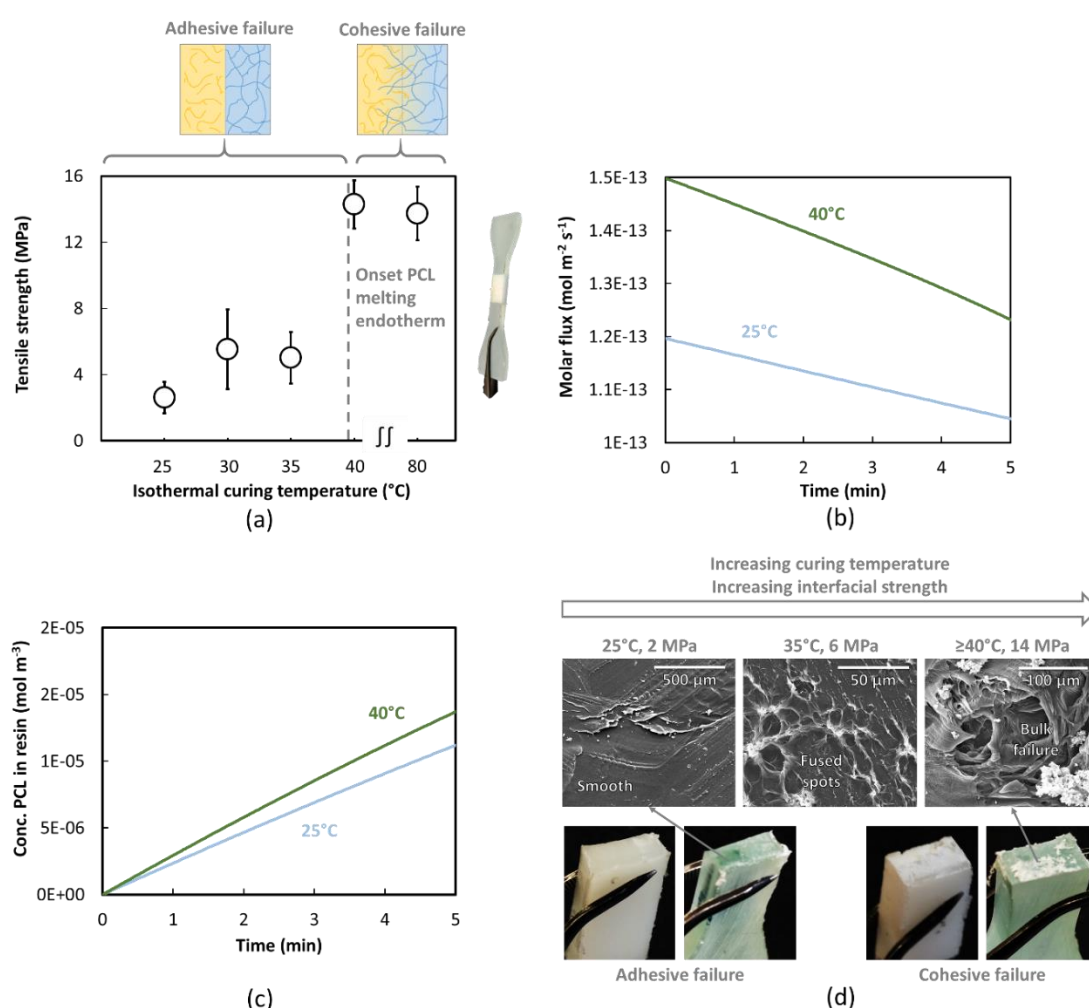 Adhesive failure
Cohesive failure
Tensile strength (MPa)
16
12
8
4
0
Onset PCL
melting
endotherm
∫∫
25
30
35
40
80
Isothermal curing temperature (°C)
(a)
Molar flux (mol m⁻² s⁻¹)
1.5E-13
1.4E-13
1.3E-13
1.2E-13
1.1E-13
1E-13
40°C
25°C
0
1
2
3
4
5
Time (min)
(b)
Conc. PCL in resin (mol m⁻³)
2E-05
2E-05
1E-05
5E-06
0E+00
40°C
25°C
0
1
2
3
4
5
Time (min)
(c)
Increasing curing temperature
Increasing interfacial strength
25°C, 2 MPa
35°C, 6 MPa
≥40°C, 14 MPa
500 µm
50 µm
100 µm
Smooth
Fused
spots
Bulk
failure
Adhesive failure
Cohesive failure
(d)